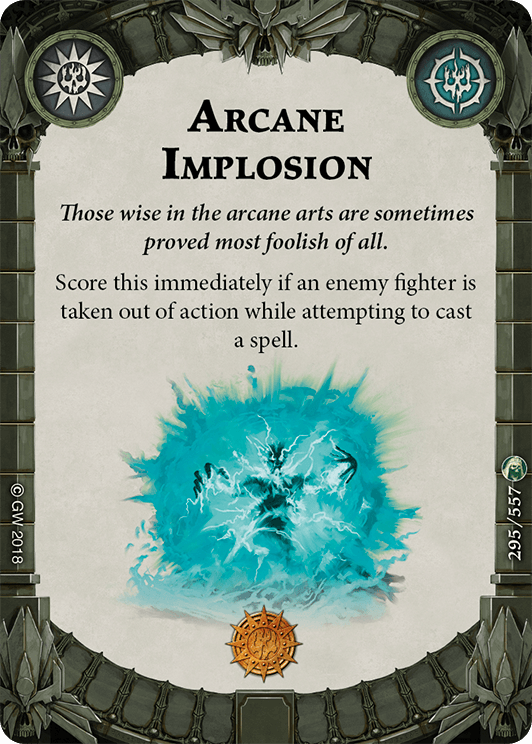 Arcane
Implosion
Those wise in the arcane arts are sometimes
proved most foolish of all.
Score this immediately if an enemy fighter is
taken out of action while attempting to cast
a spell.
© GW 2018
295/557